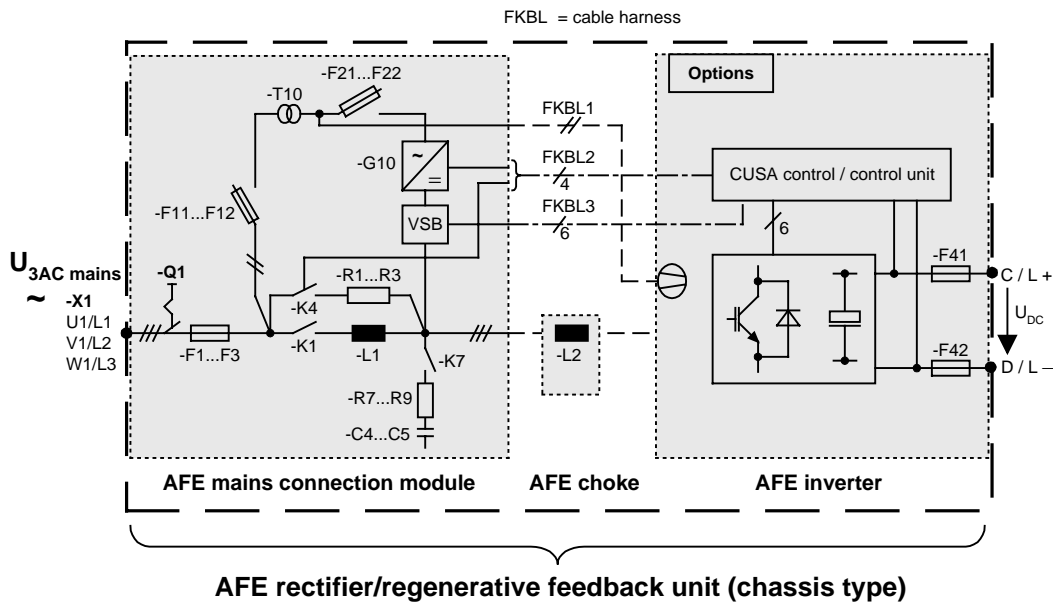 FKBL = cable harness
-F21...F22
Options
-T10
FKBL1
-G10
~
=
FKBL2
4
CUSA control / control unit
-F11...F12
VSB
FKBL3
6
6
-F41
U3AC mains
~
-Q1
-R1...R3
C / L +
-X1
-K4
UDC
U1/L1
V1/L2
W1/L3
-F1...F3
-K1
-L1
-K7
-L2
-F42
D / L –
-R7...R9
-C4...C5
AFE mains connection module
AFE choke
AFE inverter
AFE rectifier/regenerative feedback unit (chassis type)